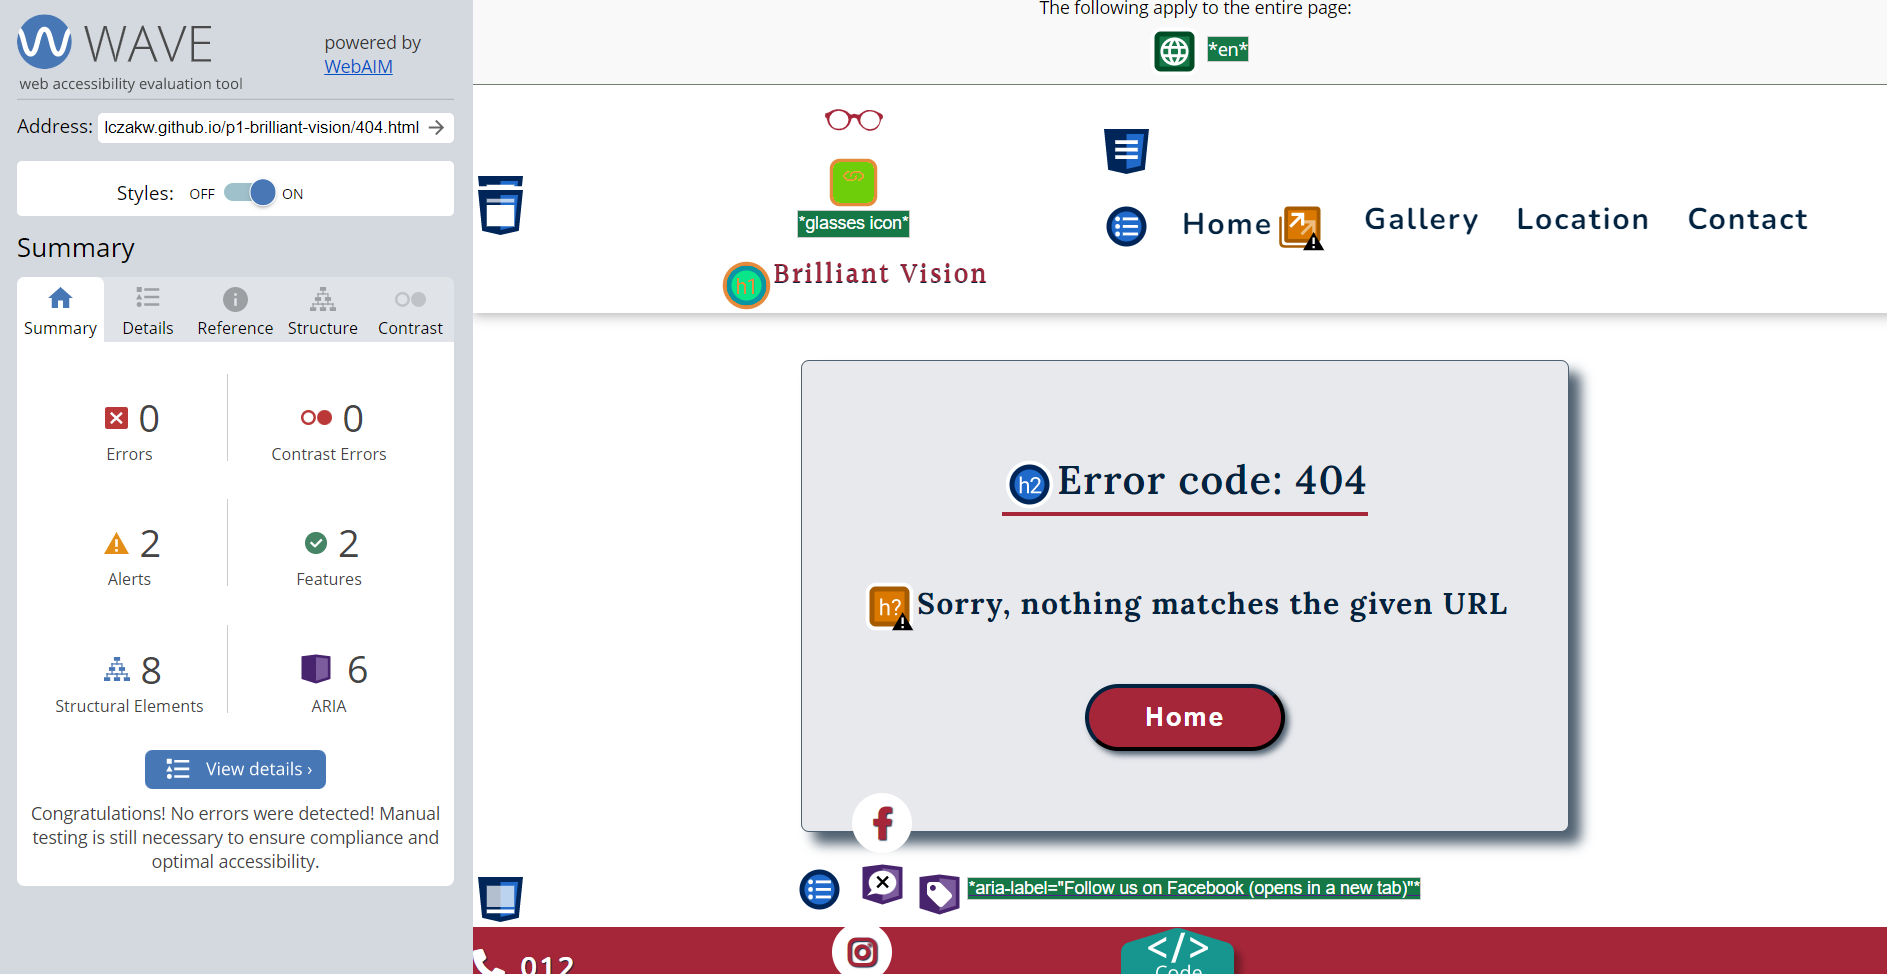 WAVE
web accessibility evaluation tool
powered by
WebAIM
Address: lczakw.github.io/p1-brilliant-vision/404.html
Styles: OFF ON
Summary
Summary Details Reference Structure Contrast
0
Errors
0
Contrast Errors
2
Alerts
2
Features
8
Structural Elements
6
ARIA
View details ›
Congratulations! No errors were detected! Manual
testing is still necessary to ensure compliance and
optimal accessibility.
The following apply to the entire page:
*en*
*glasses icon*
h1 Brilliant Vision
Home Gallery Location Contact
h2 Error code: 404
h? Sorry, nothing matches the given URL
Home
*aria-label="Follow us on Facebook (opens in a new tab)"*
012
</>
Code